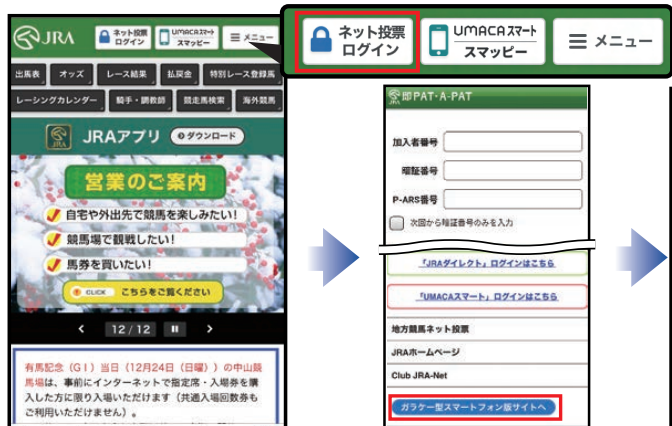 JRA
ネット投票
ログイン
UMACAスマート
スマッピー
メニュー
ネット投票
ログイン
UMACAスマート
スマッピー
メニュー
出馬表
オッズ
レース結果
払戻金
特別レース登録馬
レーシングカレンダー
騎手・調教師
競走馬検索
海外競馬
JRA
JRAアプリ
ダウンロード
営業のご案内
自宅や外出先で競馬を楽しみたい!
競馬場で観戦したい!
馬券を買いたい!
CLICK こちらをご覧ください
12/12
有馬記念(GⅠ)当日(12月24日(日曜))の中山競
馬場は、事前にインターネットで指定席・入場券を購
入した方に限り入場いただけます(共通入場回数券も
ご利用いただけません)。
JRA
即PAT-A-PAT
加入者番号
暗証番号
P-ARS番号
次回から暗証番号のみを入力
「JRAダイレクト」ログインはこちら
「UMACAスマート」ログインはこちら
地方競馬ネット投票
JRAホームページ
Club JRA-Net
ガラケー型スマートフォン版サイトへ